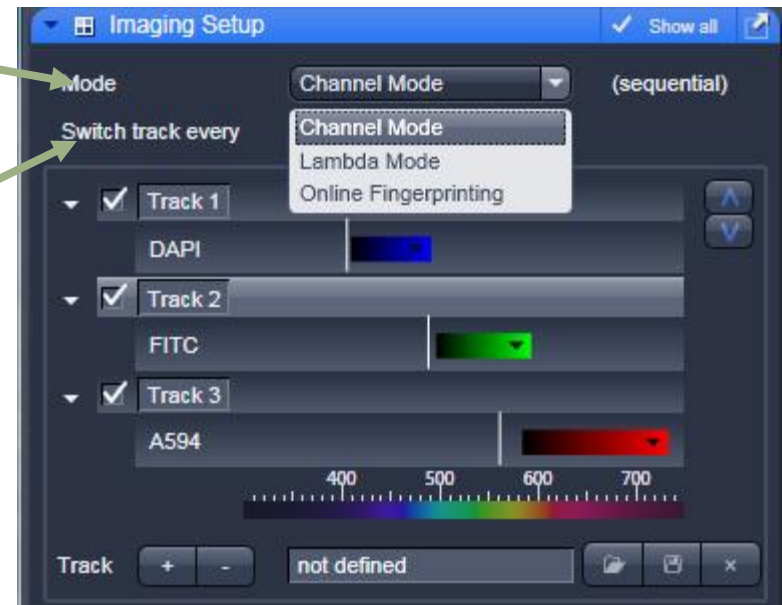 Imaging Setup Show all
Mode Channel Mode (sequential)
Switch track every Channel Mode
Lambda Mode
Online Fingerprinting
Track 1
DAPI
Track 2
FITC
Track 3
A594
400 500 600 700
Track + - not defined ×